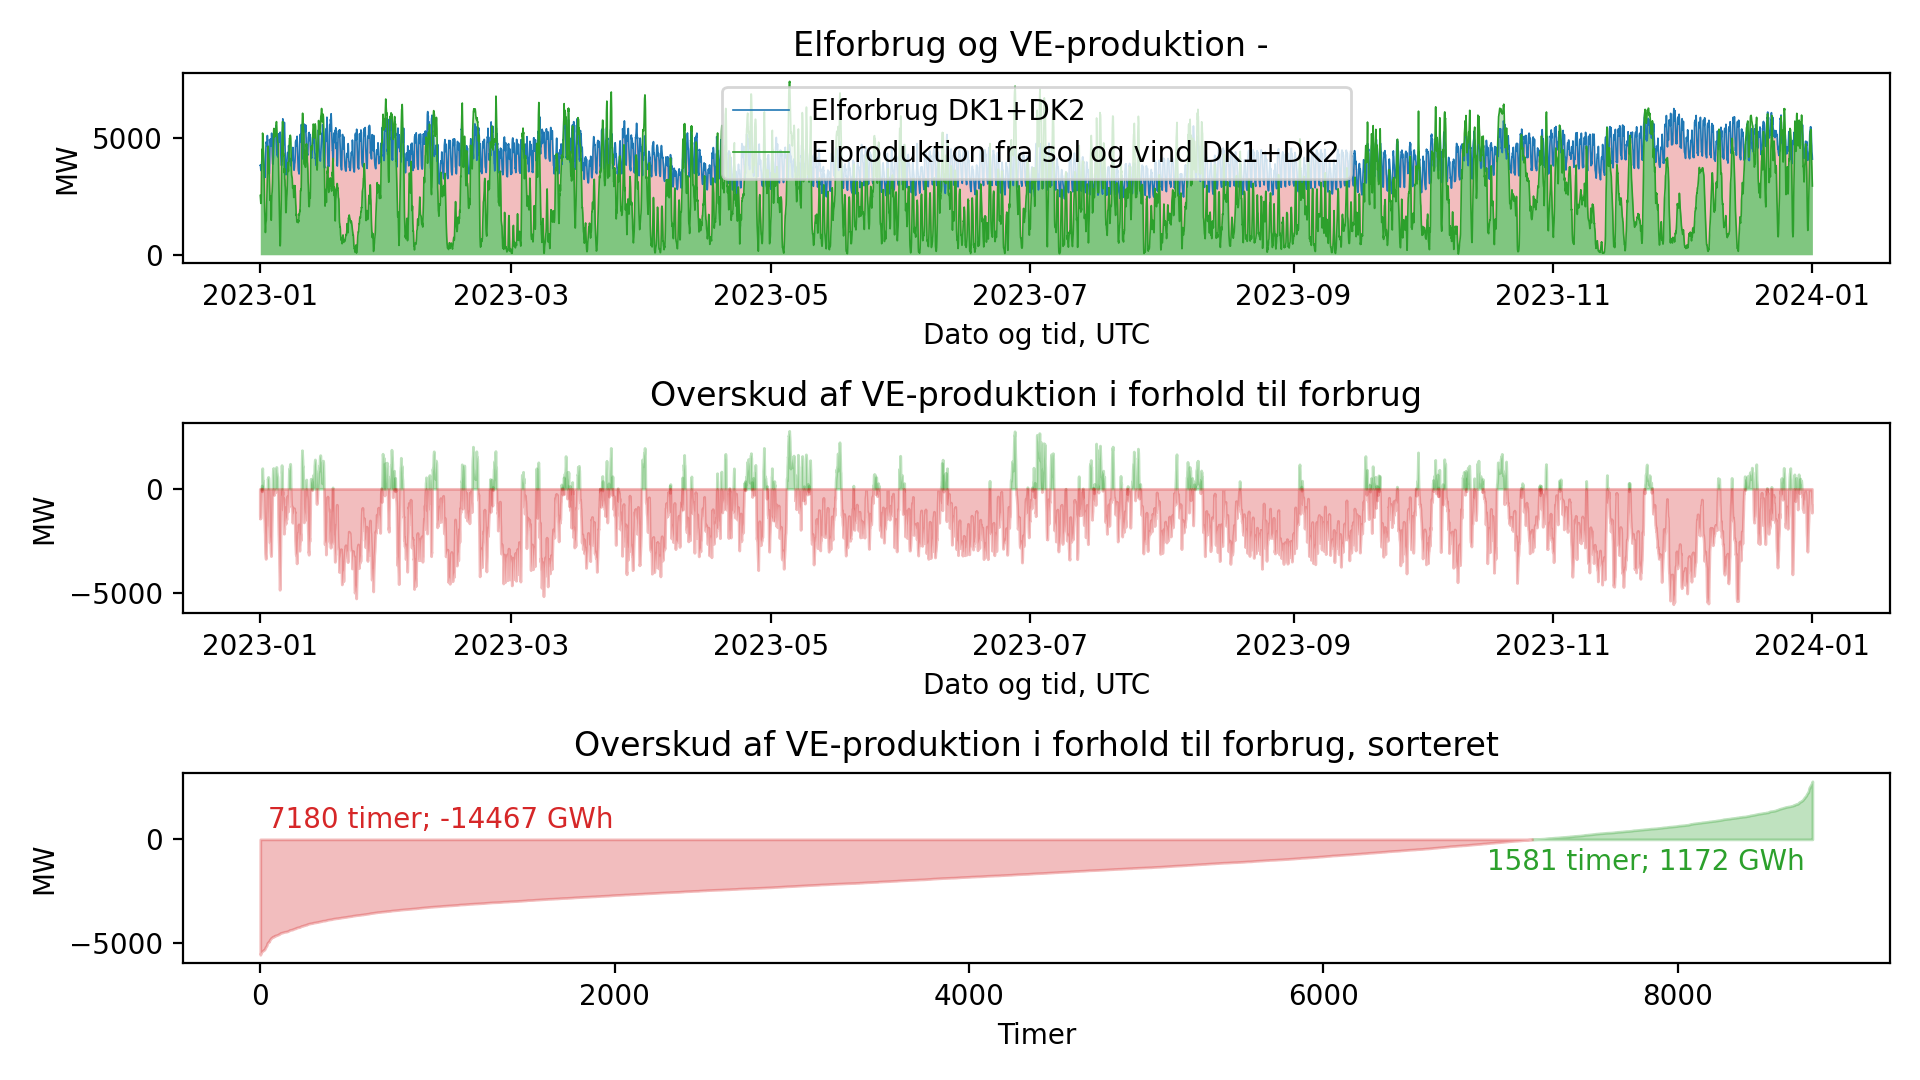 Elforbrug og VE-produktion -
Elforbrug DK1+DK2
Elproduktion fra sol og vind DK1+DK2
MW
5000
0
2023-01 2023-03 2023-05 2023-07 2023-09 2023-11 2024-01
Dato og tid, UTC
Overskud af VE-produktion i forhold til forbrug
MW
0
−5000
2023-01 2023-03 2023-05 2023-07 2023-09 2023-11 2024-01
Dato og tid, UTC
Overskud af VE-produktion i forhold til forbrug, sorteret
7180 timer; -14467 GWh
MW
0
1581 timer; 1172 GWh
−5000
0 2000 4000 6000 8000
Timer